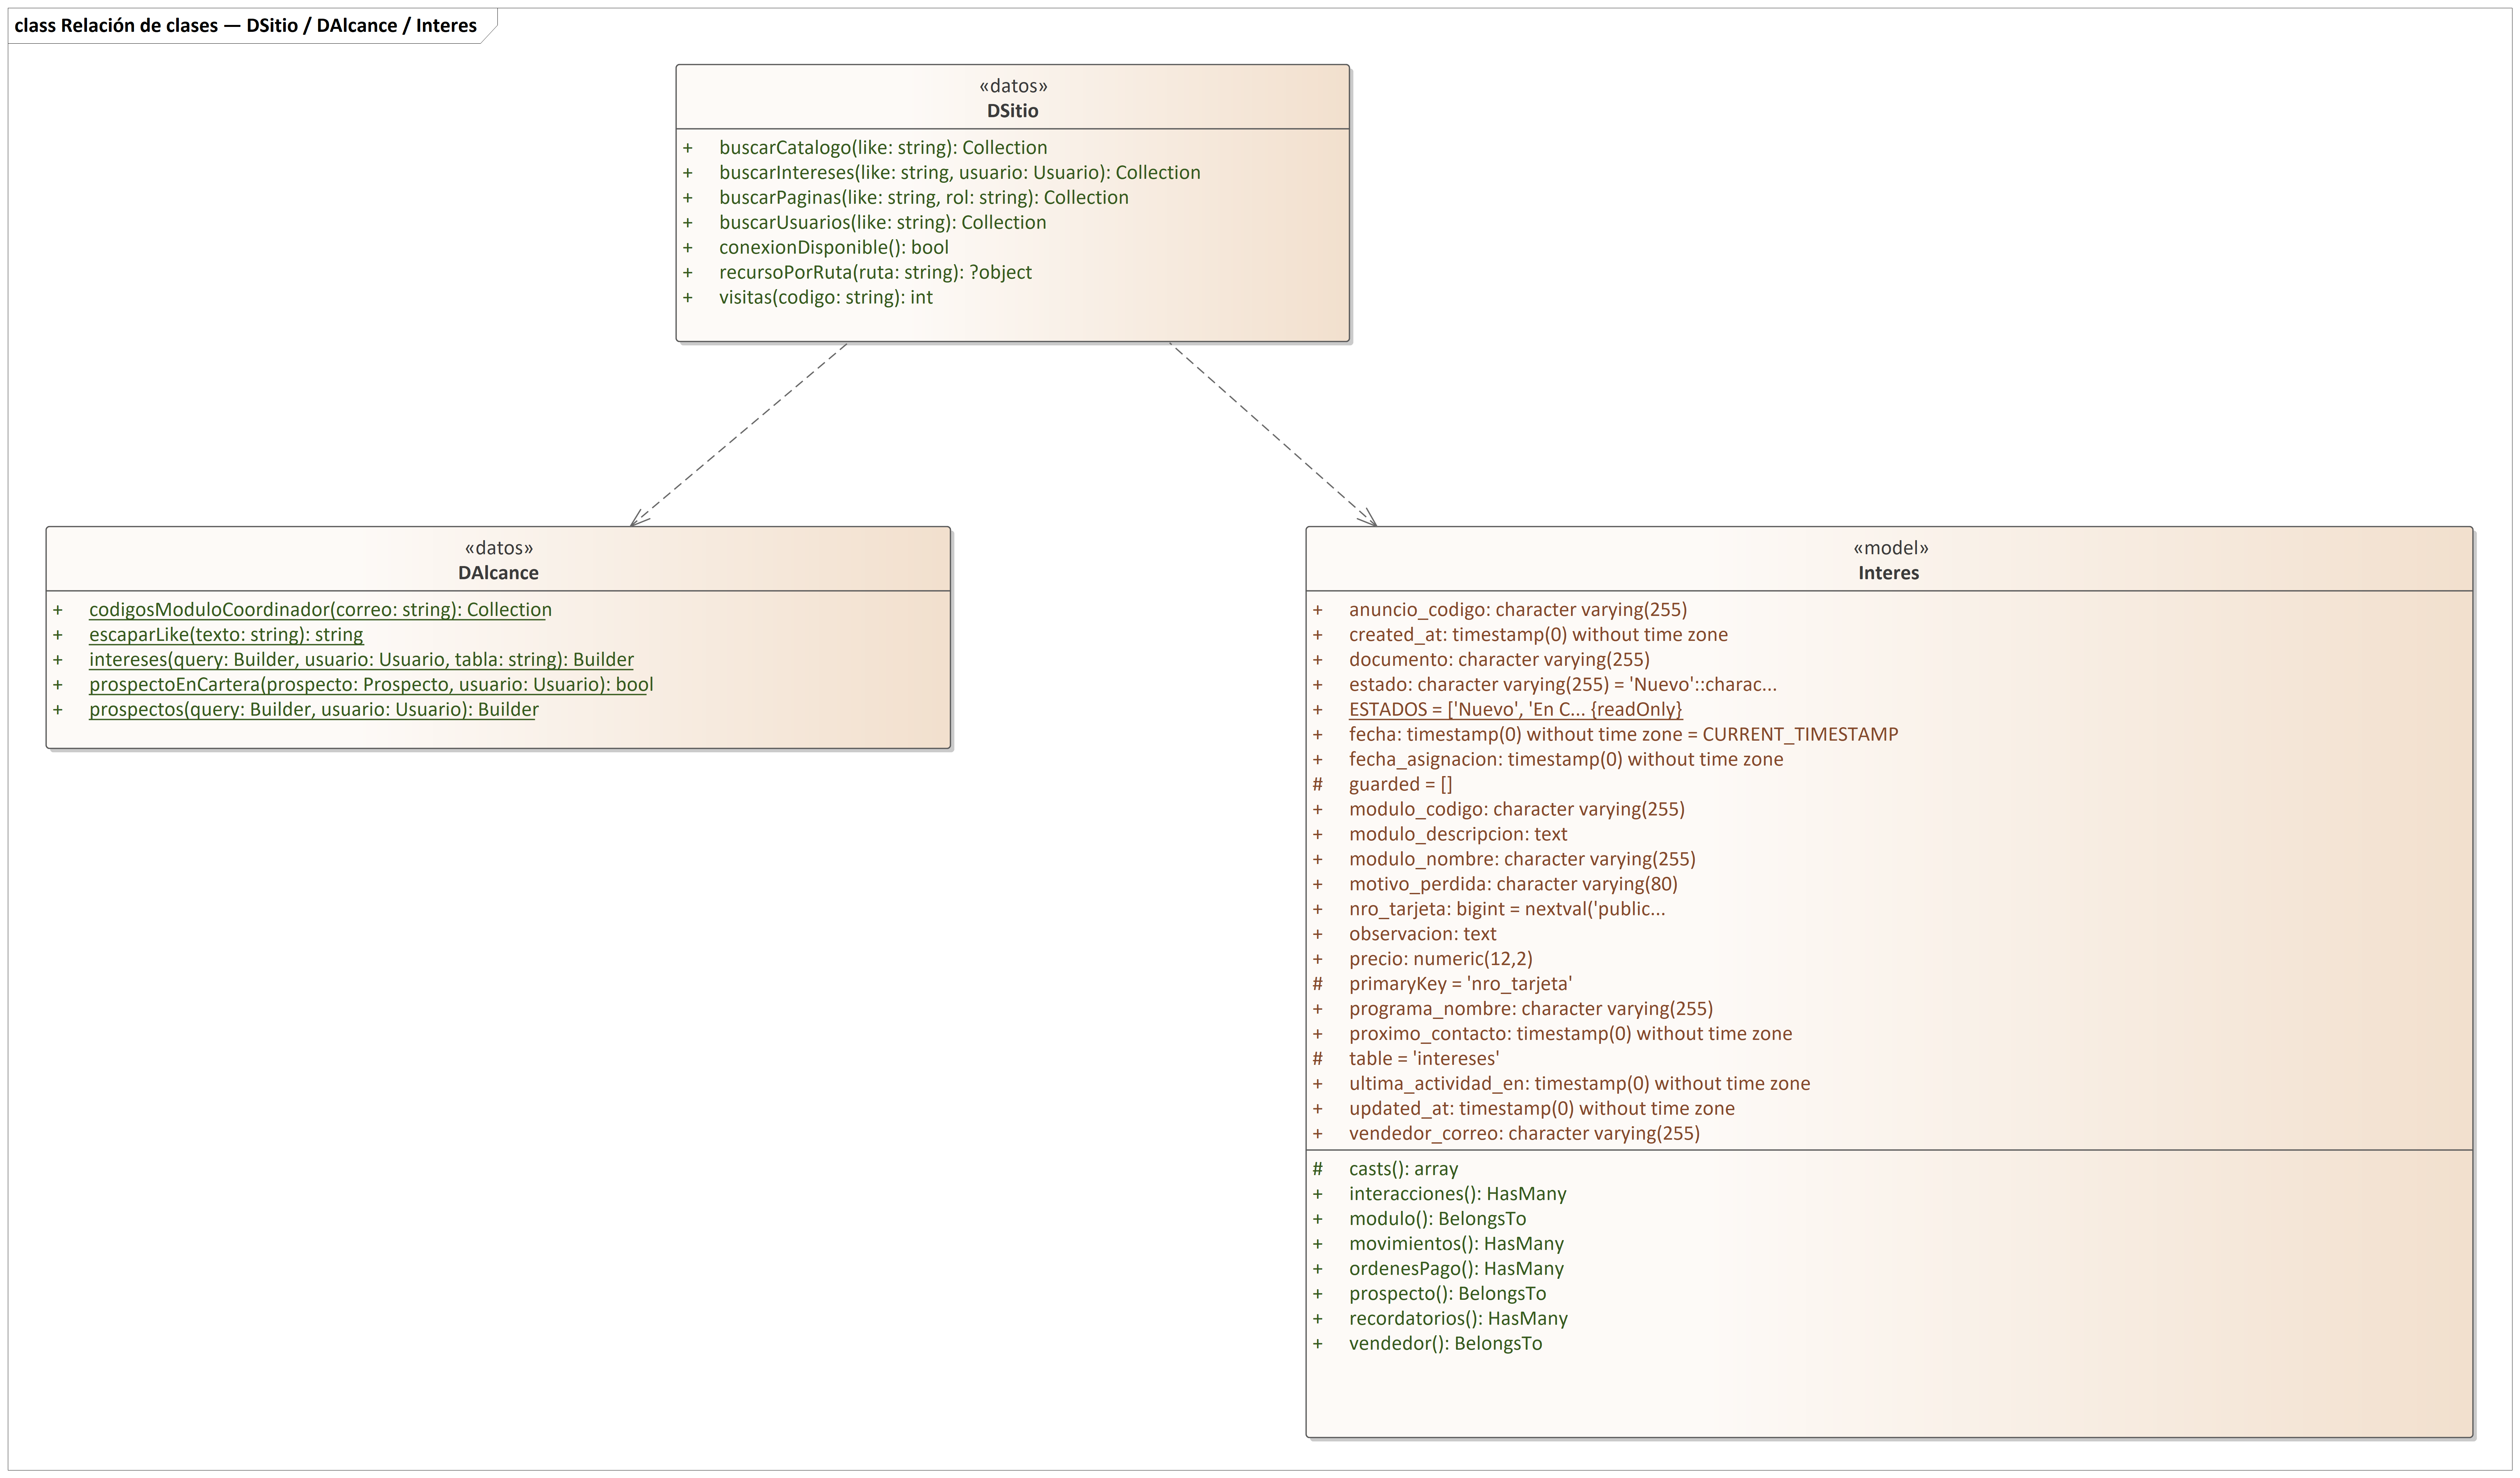 class Relación de clases — DSitio / DAlcance / Interes
«datos»
DSitio
+ buscarCatalogo(like: string): Collection
+ buscarIntereses(like: string, usuario: Usuario): Collection
+ buscarPaginas(like: string, rol: string): Collection
+ buscarUsuarios(like: string): Collection
+ conexionDisponible(): bool
+ recursoPorRuta(ruta: string): ?object
+ visitas(codigo: string): int
«datos»
DAlcance
+ codigosModuloCoordinador(correo: string): Collection
+ escaparLike(texto: string): string
+ intereses(query: Builder, usuario: Usuario, tabla: string): Builder
+ prospectoEnCartera(prospecto: Prospecto, usuario: Usuario): bool
+ prospectos(query: Builder, usuario: Usuario): Builder
«model»
Interes
+ anuncio_codigo: character varying(255)
+ created_at: timestamp(0) without time zone
+ documento: character varying(255)
+ estado: character varying(255) = 'Nuevo'::charac...
+ ESTADOS = ['Nuevo', 'En C... {readOnly}
+ fecha: timestamp(0) without time zone = CURRENT_TIMESTAMP
+ fecha_asignacion: timestamp(0) without time zone
# guarded = []
+ modulo_codigo: character varying(255)
+ modulo_descripcion: text
+ modulo_nombre: character varying(255)
+ motivo_perdida: character varying(80)
+ nro_tarjeta: bigint = nextval('public...
+ observacion: text
+ precio: numeric(12,2)
# primaryKey = 'nro_tarjeta'
+ programa_nombre: character varying(255)
+ proximo_contacto: timestamp(0) without time zone
# table = 'intereses'
+ ultima_actividad_en: timestamp(0) without time zone
+ updated_at: timestamp(0) without time zone
+ vendedor_correo: character varying(255)
# casts(): array
+ interacciones(): HasMany
+ modulo(): BelongsTo
+ movimientos(): HasMany
+ ordenesPago(): HasMany
+ prospecto(): BelongsTo
+ recordatorios(): HasMany
+ vendedor(): BelongsTo